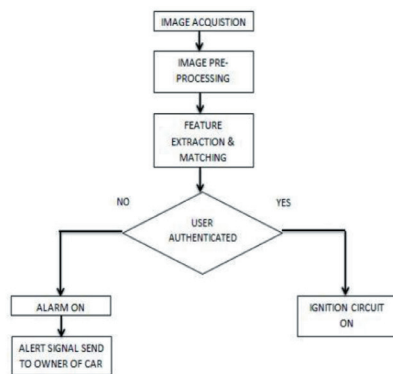 IMAGE ACQUISTION
IMAGE PRE-
PROCESSING
FEATURE
EXTRACTION &
MATCHING
NO
YES
USER
AUTHENTICATED
ALARM ON
IGNITION CIRCUIT
ON
ALERT SIGNAL SEND
TO OWNER OF CAR